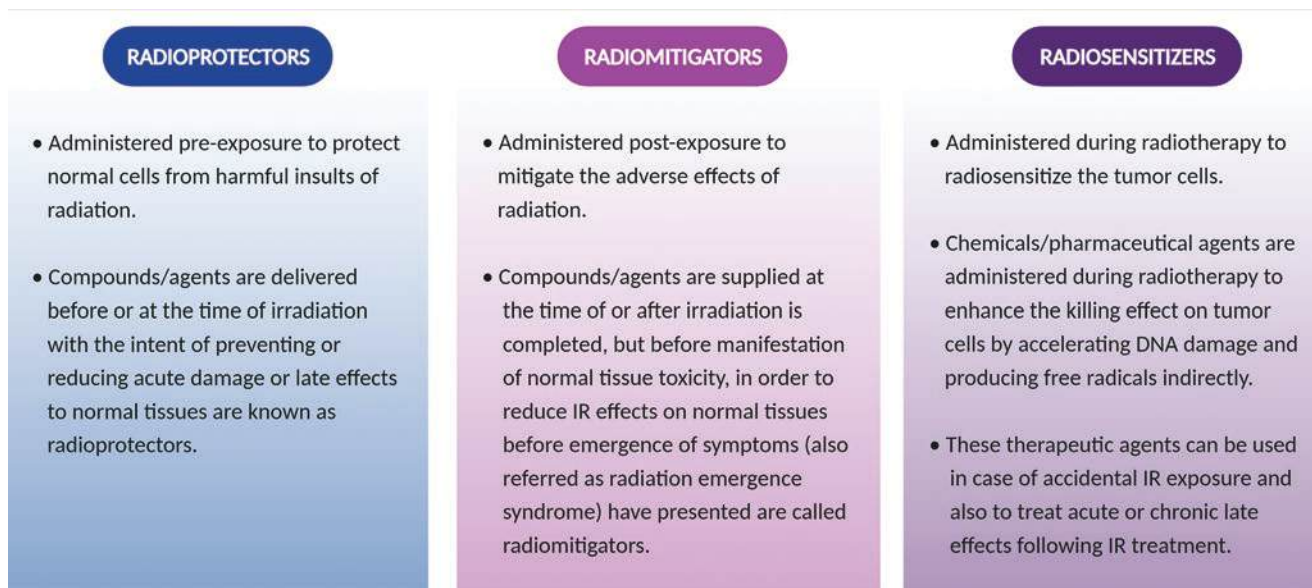 RADIOPROTECTORS
• Administered pre-exposure to protect
normal cells from harmful insults of
radiation.
• Compounds/agents are delivered
before or at the time of irradiation
with the intent of preventing or
reducing acute damage or late effects
to normal tissues are known as
radioprotectors.
RADIOMITIGATORS
• Administered post-exposure to
mitigate the adverse effects of
radiation.
• Compounds/agents are supplied at
the time of or after irradiation is
completed, but before manifestation
of normal tissue toxicity, in order to
reduce IR effects on normal tissues
before emergence of symptoms (also
referred as radiation emergence
syndrome) have presented are called
radiomitigators.
RADIOSENSITIZERS
• Administered during radiotherapy to
radiosensitize the tumor cells.
• Chemicals/pharmaceutical agents are
administered during radiotherapy to
enhance the killing effect on tumor
cells by accelerating DNA damage and
producing free radicals indirectly.
• These therapeutic agents can be used
in case of accidental IR exposure and
also to treat acute or chronic late
effects following IR treatment.